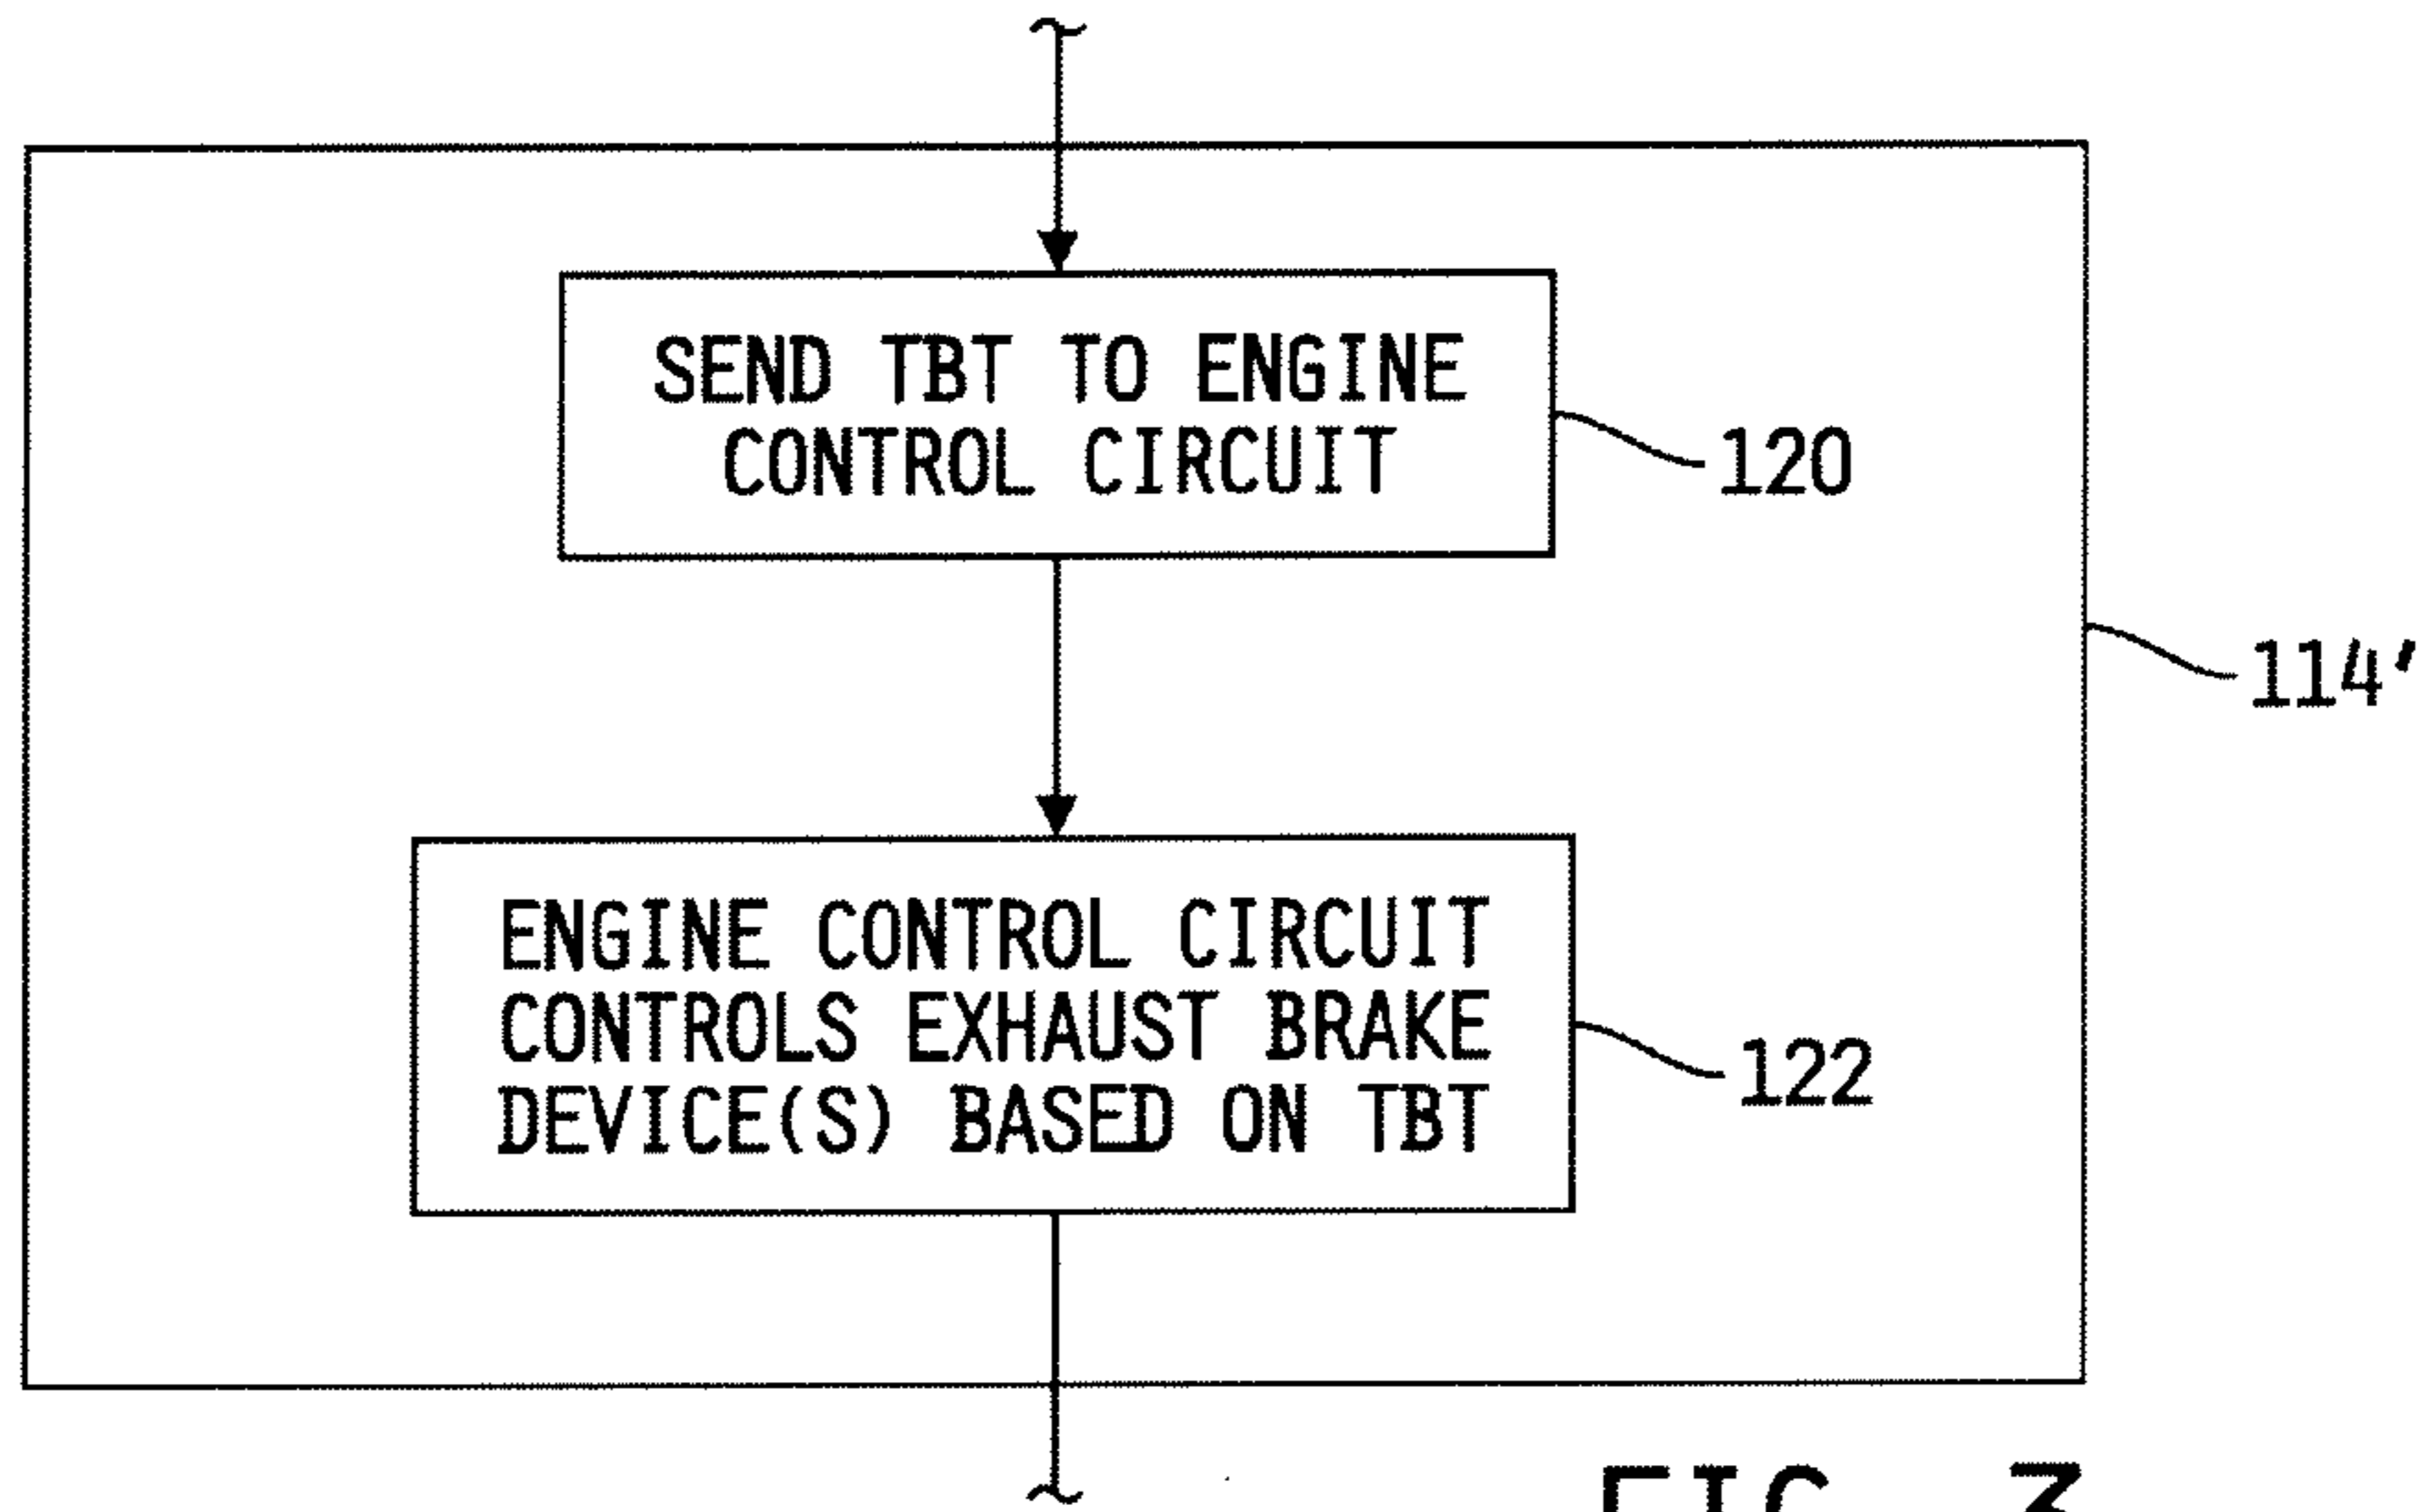 SEND TBT TO ENGINE
CONTROL CIRCUIT
120
114'
ENGINE CONTROL CIRCUIT
CONTROLS EXHAUST BRAKE
DEVICE(S) BASED ON TBT
122